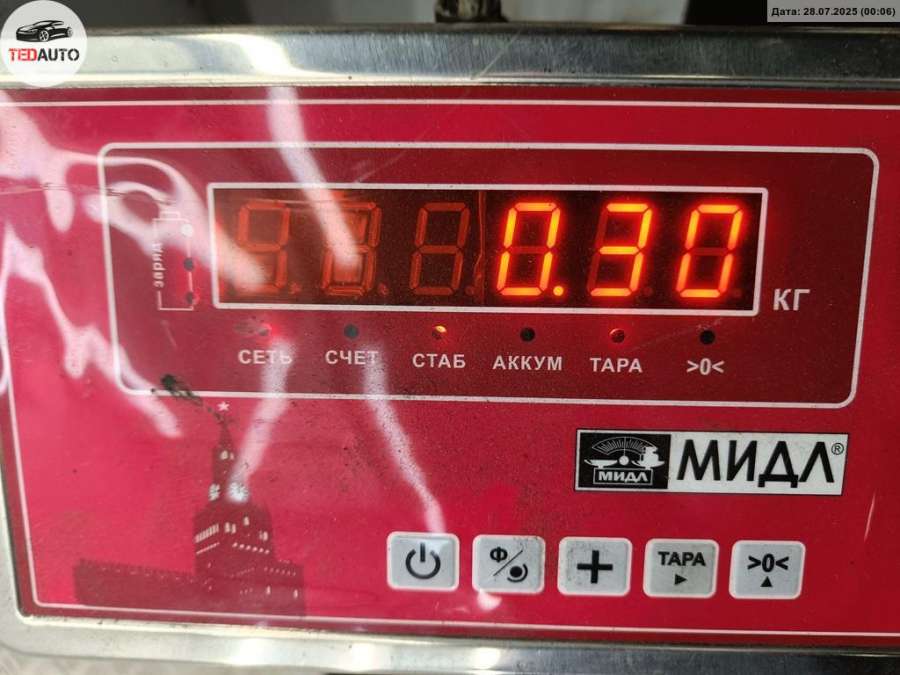 TEDAUTO
Дата: 28.07.2025 (00:06)
заряд
0.30
КГ
СЕТЬ СЧЕТ СТАБ АККУМ ТАРА >0<
МИДЛ МИДЛ®
Ф ТАРА >0<